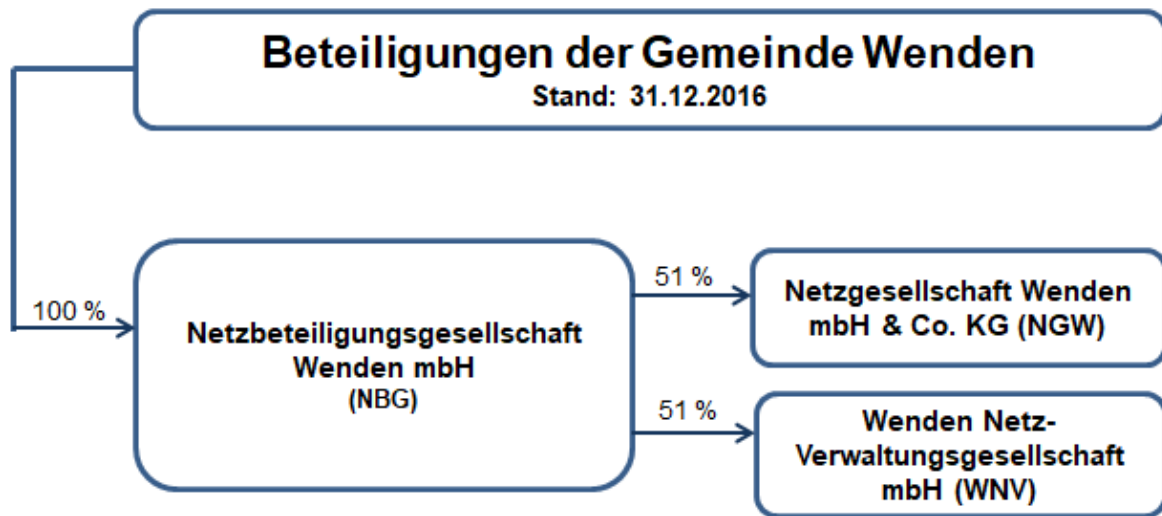 Beteiligungen der Gemeinde Wenden
Stand: 31.12.2016
100 %
Netzbeteiligungsgesellschaft
Wenden mbH
(NBG)
51 %
Netzgesellschaft Wenden
mbH & Co. KG (NGW)
51 %
Wenden Netz-
Verwaltungsgesellschaft
mbH (WNV)